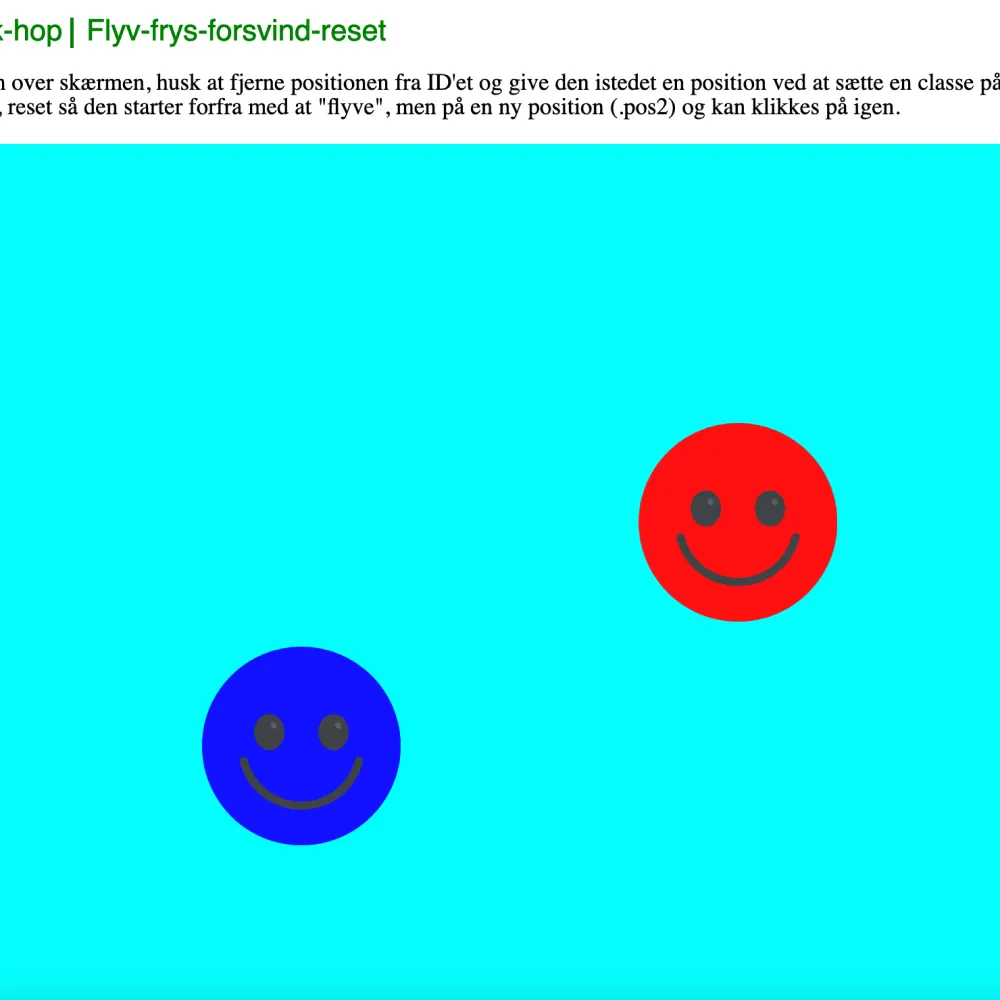 k-hop | Flyv-frys-forsvind-reset
over skærmen, husk at fjerne positionen fra ID'et og give den istedet en position ved at sætte en classe på
, reset så den starter forfra med at "flyve", men på en ny position (.pos2) og kan klikkes på igen.